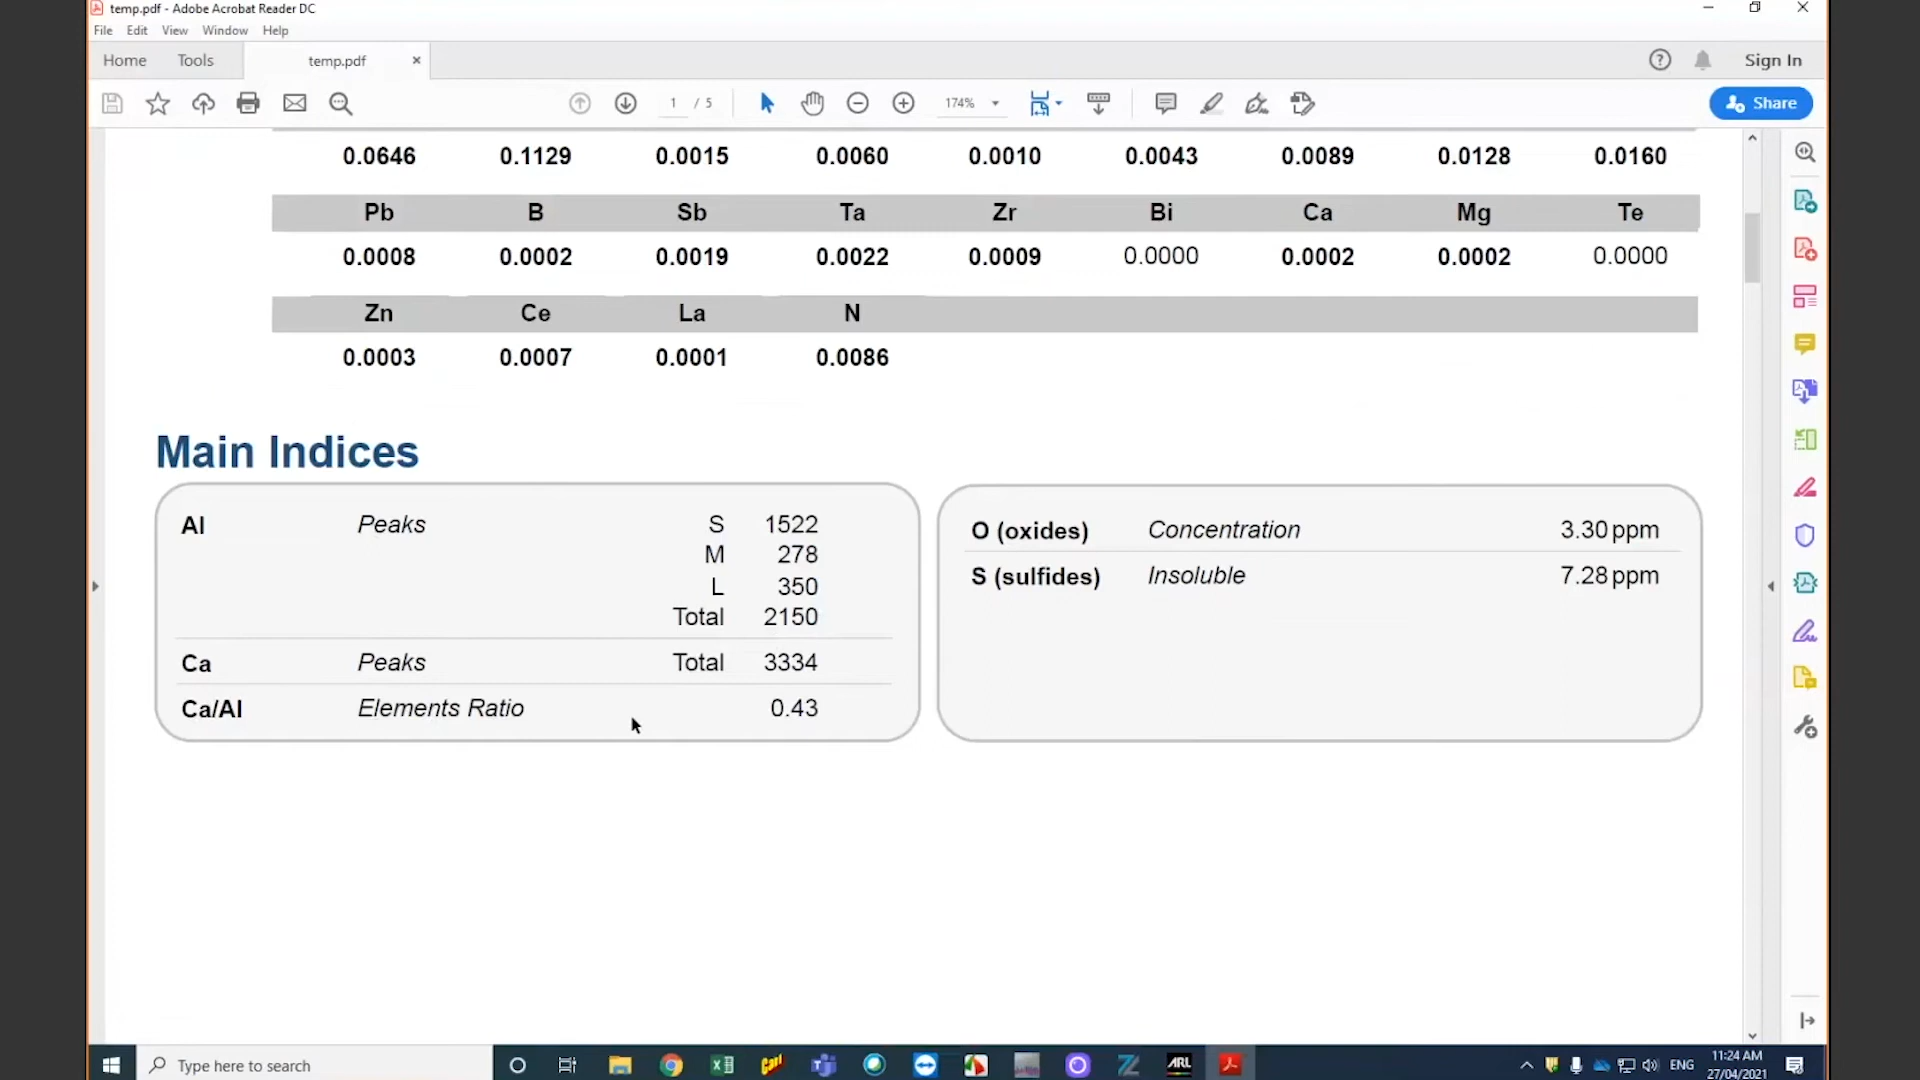 temp.pdf - Adobe Acrobat Reader DC
File Edit View Window Help
Home Tools temp.pdf Sign In
1 / 5 174% Share
0.0646 0.1129 0.0015 0.0060 0.0010 0.0043 0.0089 0.0128 0.0160
Pb B Sb Ta Zr Bi Ca Mg Te
0.0008 0.0002 0.0019 0.0022 0.0009 0.0000 0.0002 0.0002 0.0000
Zn Ce La N
0.0003 0.0007 0.0001 0.0086
Main Indices
Al Peaks S 1522
M 278
L 350
Total 2150
Ca Peaks Total 3334
Ca/Al Elements Ratio 0.43
O (oxides) Concentration 3.30 ppm
S (sulfides) Insoluble 7.28 ppm
Type here to search ARL ENG 11:24 AM
27/04/2021